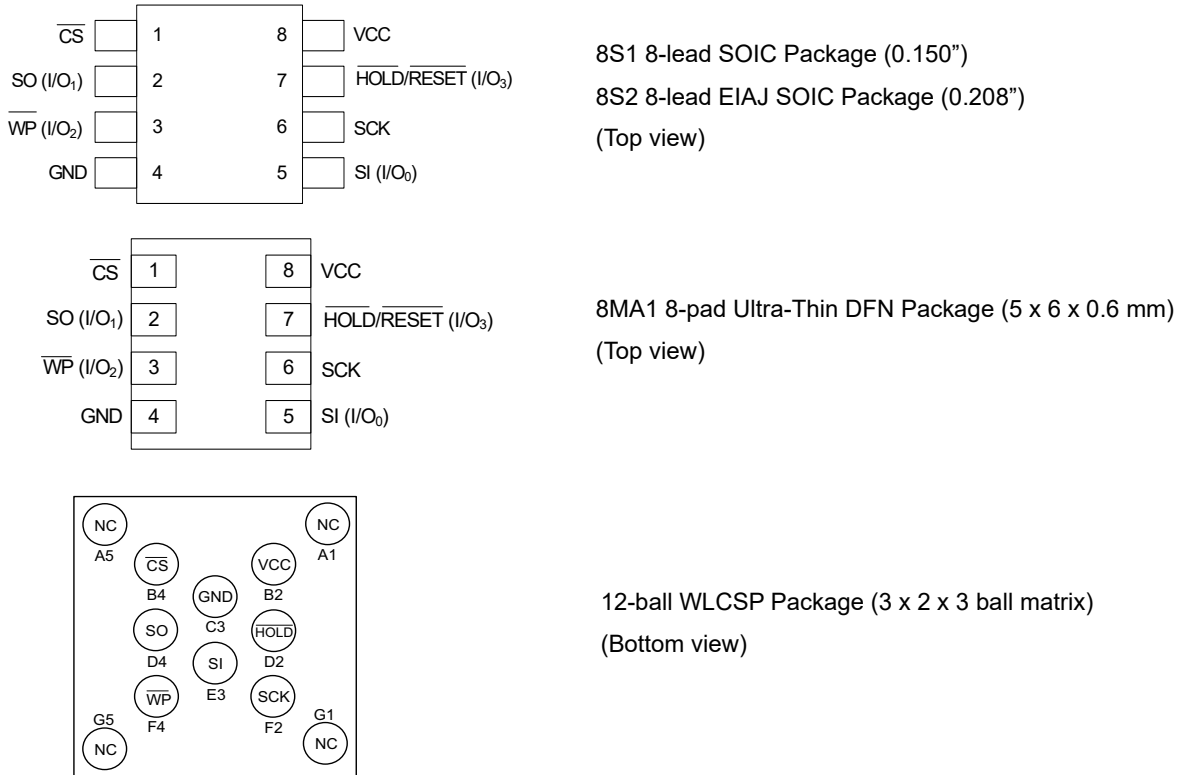 CS 1 8 VCC
SO (I/O₁) 2 7 HOLD/RESET (I/O₃)
WP (I/O₂) 3 6 SCK
GND 4 5 SI (I/O₀)
8S1 8-lead SOIC Package (0.150”)
8S2 8-lead EIAJ SOIC Package (0.208”)
(Top view)
CS 1 8 VCC
SO (I/O₁) 2 7 HOLD/RESET (I/O₃)
WP (I/O₂) 3 6 SCK
GND 4 5 SI (I/O₀)
8MA1 8-pad Ultra-Thin DFN Package (5 x 6 x 0.6 mm)
(Top view)
NC NC
A5 A1
CS VCC
B4 B2
GND
C3
SO HOLD
D4 D2
SI
E3
WP SCK
F4 F2
G5 G1
NC NC
12-ball WLCSP Package (3 x 2 x 3 ball matrix)
(Bottom view)